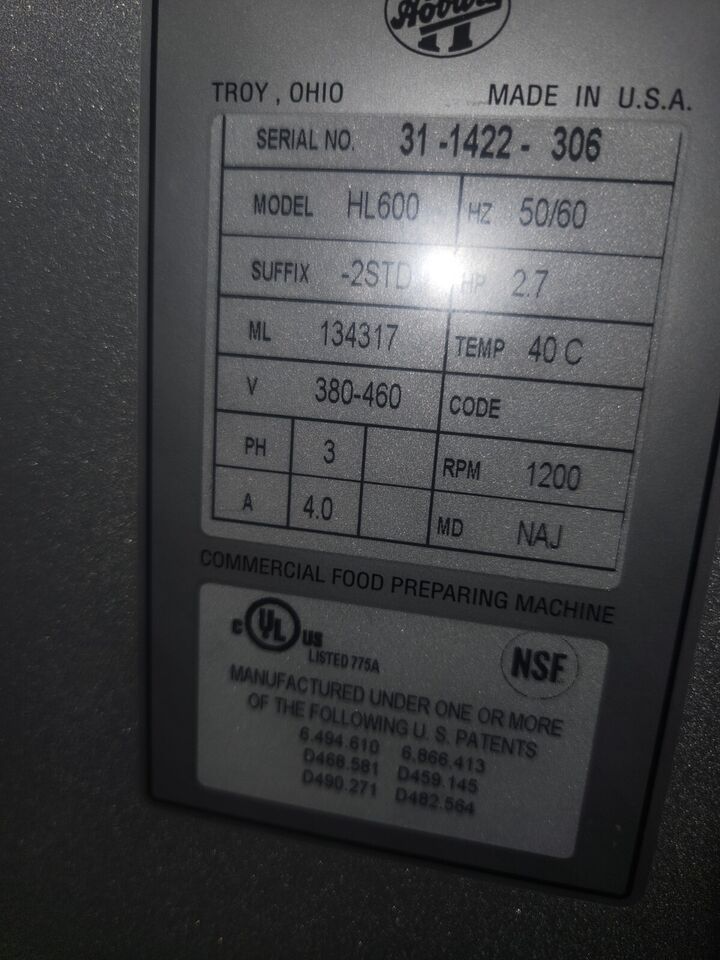 Hobart
TROY, OHIO MADE IN U.S.A.
SERIAL NO. 31-1422-306
MODEL HL600 HZ 50/60
SUFFIX -2STD HP 2.7
ML 134317 TEMP 40 C
V 380-460 CODE
PH 3 RPM 1200
A 4.0 MD NAJ
COMMERCIAL FOOD PREPARING MACHINE
c UL us NSF
LISTED 775A
MANUFACTURED UNDER ONE OR MORE
OF THE FOLLOWING U. S. PATENTS
6.494.610 6.866.413
D468.581 D459.145
D490.271 D482.564